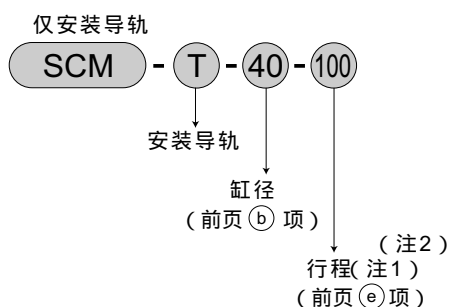 仅安装导轨
SCM - T - 40 - 100
安装导轨
缸径
（前页 ⓑ 项）
（注2）
行程（注1）
（前页 ⓔ 项）